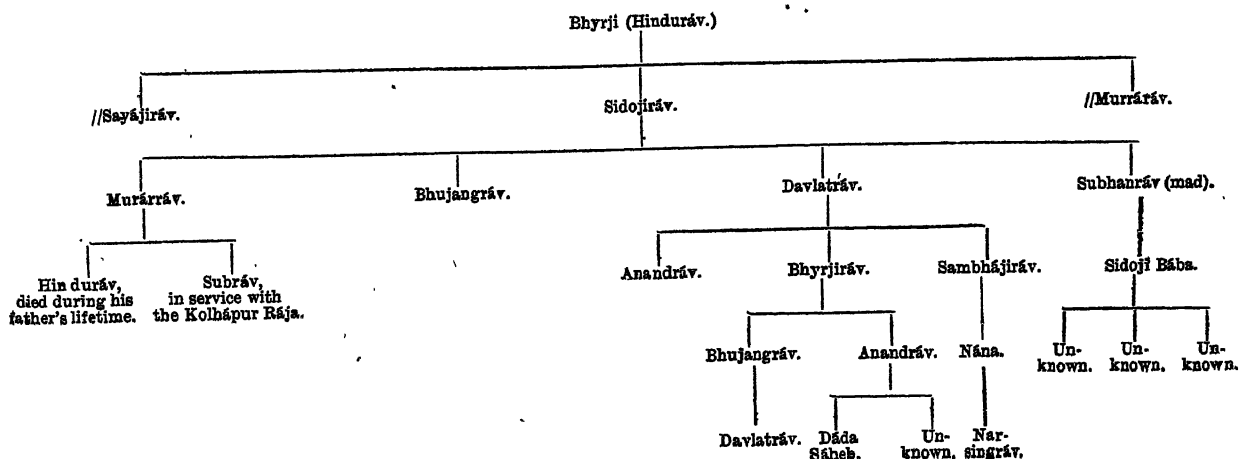 Bhyrji (Hinduráv.)
//Sayájiráv.
Sidojiráv.
//Murráráv.
Murárráv.
Bhujangráv.
Davlatráv.
Subhanráv (mad).
Hin duráv,
died during his
father's lifetime.
Subráv,
in service with
the Kolhápur Rája.
Anandráv.
Bhyrjiráv.
Sambhájiráv.
Sidoji Bába.
Bhujangráv.
Anandráv.
Nána.
Un-
known.
Un-
known.
Un-
known.
Davlatráv.
Dáda
Sáheb.
Un-
known.
Nar-
singráv.